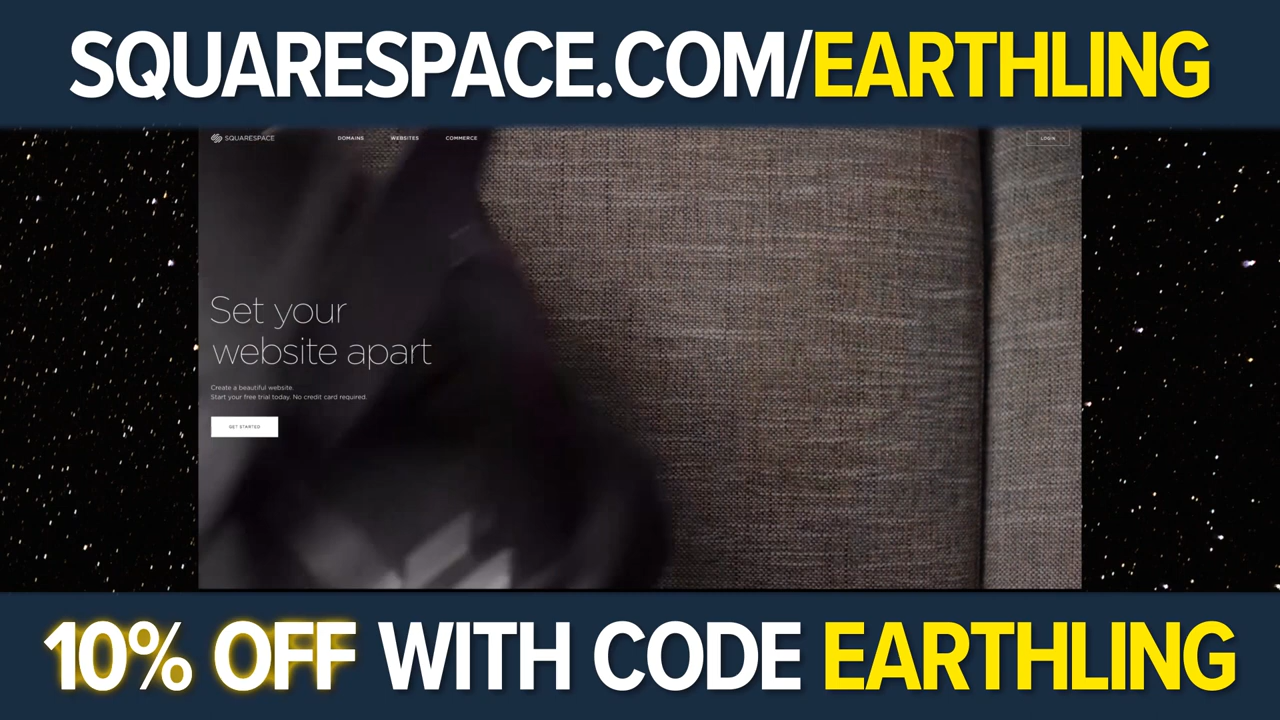 SQUARESPACE.COM/EARTHLING
SQUARESPACE
DOMAINS WEBSITES COMMERCE
LOGIN
Set your
website apart
Create a beautiful website.
Start your free trial today. No credit card required.
GET STARTED
10% OFF WITH CODE EARTHLING